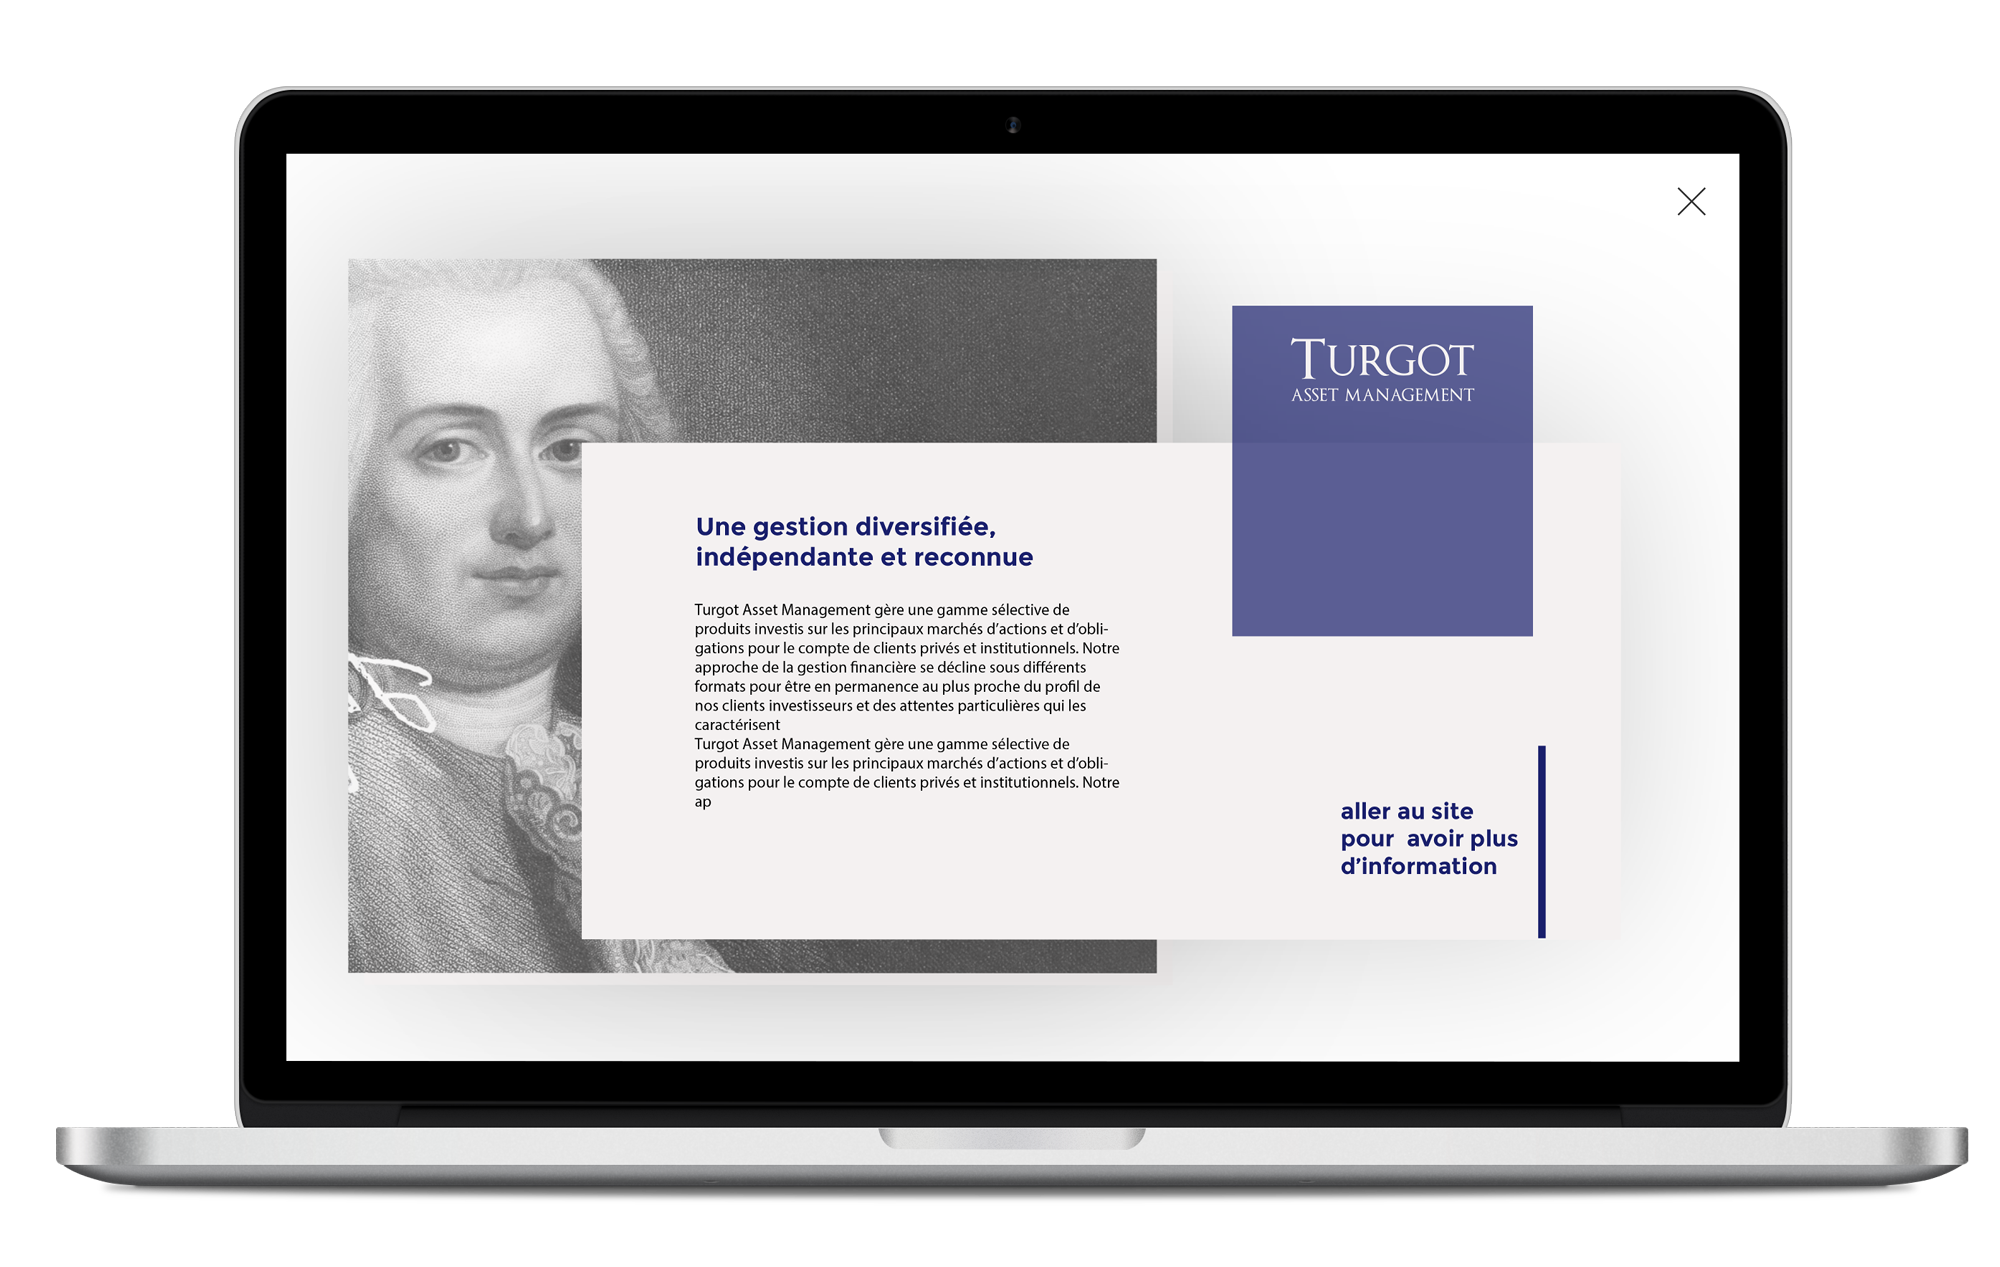 TURGOT
ASSET MANAGEMENT
Une gestion diversifiée,
indépendante et reconnue
Turgot Asset Management gère une gamme sélective de
produits investis sur les principaux marchés d’actions et d’obli-
gations pour le compte de clients privés et institutionnels. Notre
approche de la gestion financière se décline sous différents
formats pour être en permanence au plus proche du profil de
nos clients investisseurs et des attentes particulières qui les
caractérisent
Turgot Asset Management gère une gamme sélective de
produits investis sur les principaux marchés d’actions et d’obli-
gations pour le compte de clients privés et institutionnels. Notre
ap
aller au site
pour  avoir plus
d’information